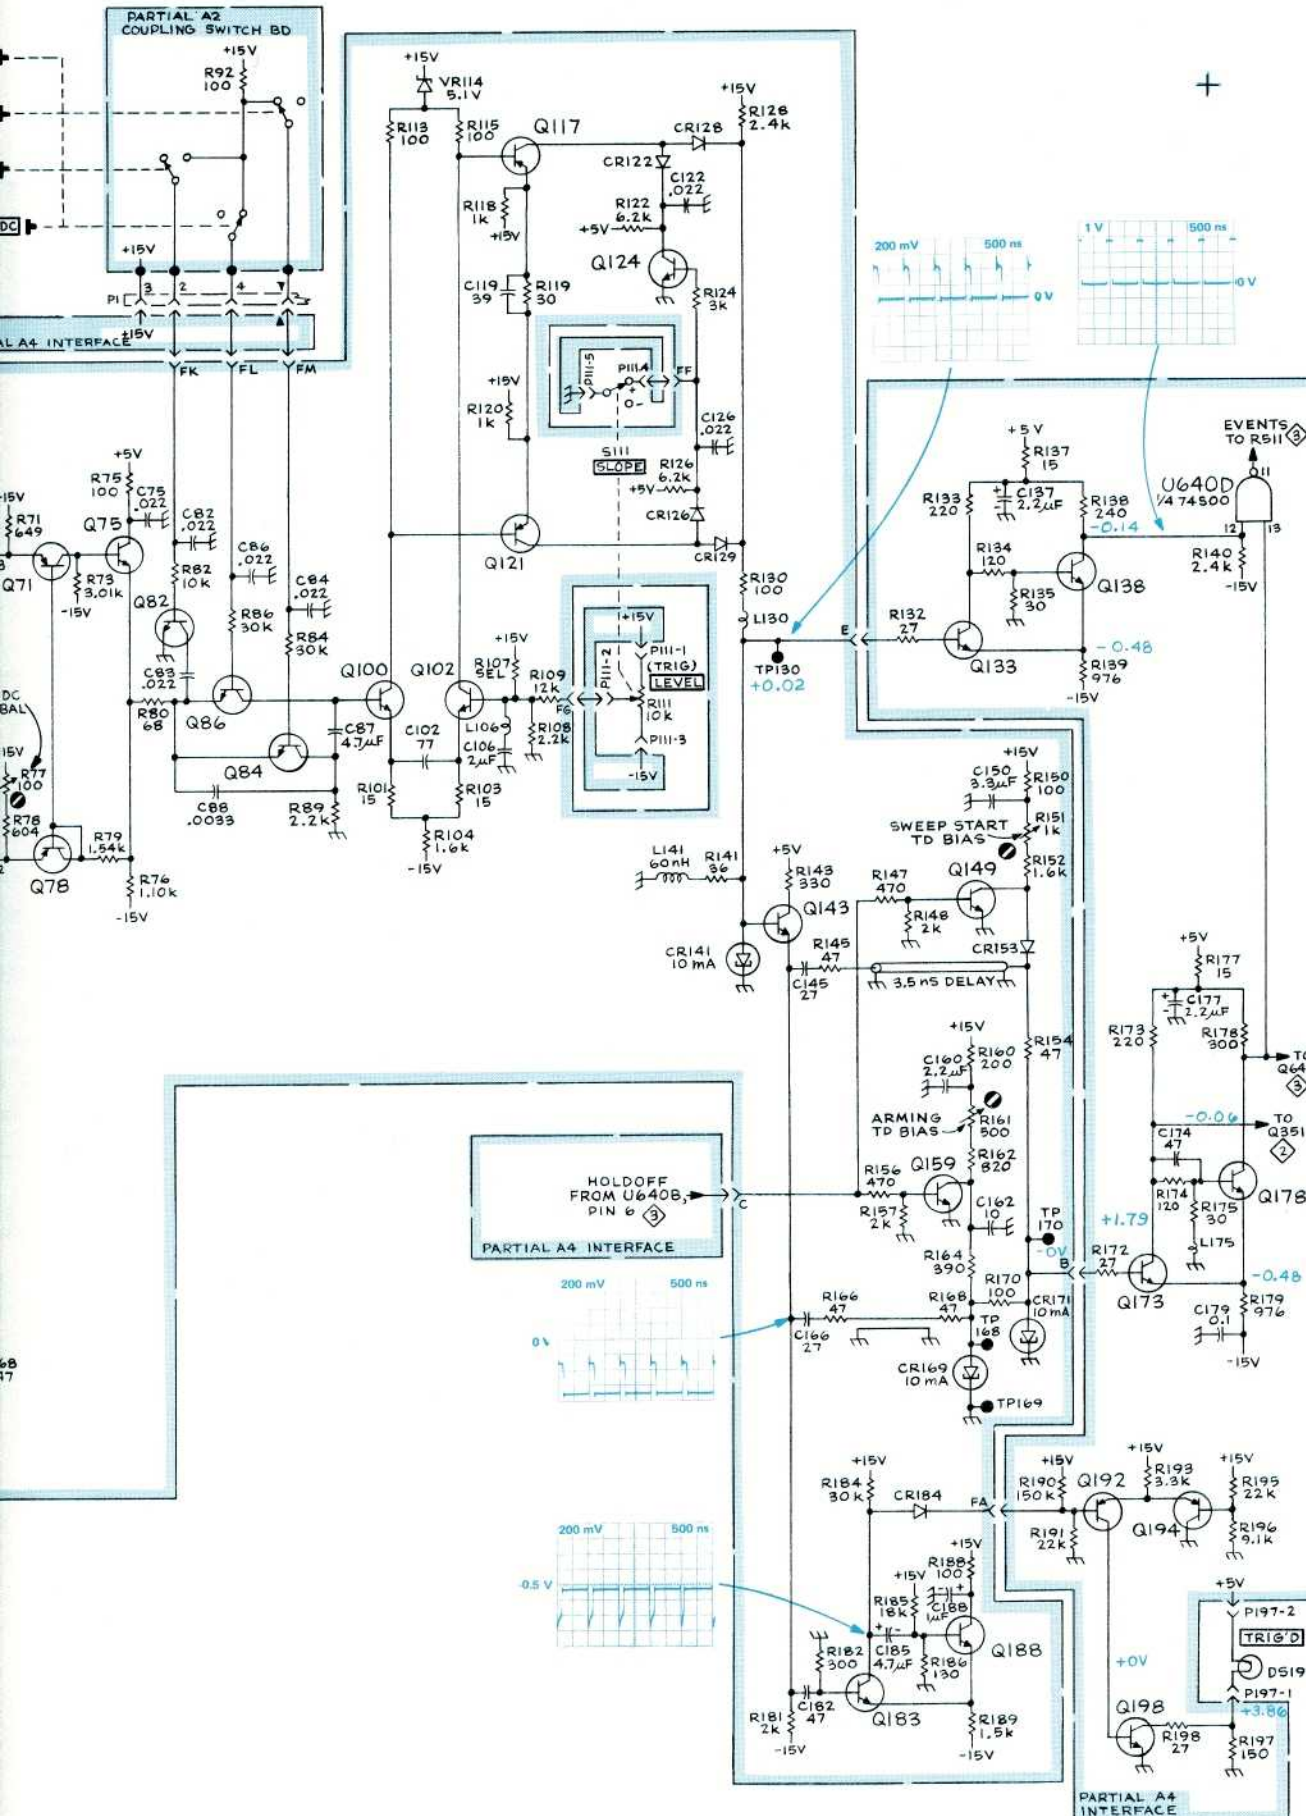 PARTIAL A2
COUPLING SWITCH BD
+15V
R92
100
DC
+15V
P1
3
2
4
+15V
AL A4 INTERFACE
FK
FL
FM
+15V
VR114
5.1V
R113
100
R115
100
Q117
CR128
+15V
R128
2.4k
CR122
C122
.022
R118
1k
+15V
R122
6.2k
+5V
Q124
C119
39
R119
30
R124
3k
P111-5
P111-4
FF
+
-
+15V
R120
1k
C126
.022
S111
SLOPE
R126
6.2k
+5V
CR126
Q121
CR129
200 mV
500 ns
0 V
1 V
500 ns
0 V
+5V
R75
100
C75
.022
-15V
R71
649
Q75
Q71
R73
3.01k
-15V
C82
.022
R82
10k
Q82
C83
.022
C86
.022
R86
30k
C84
.022
R84
30k
R80
68
Q86
Q84
C87
4.7µF
C88
.0033
R89
2.2k
DC
BAL
15V
R77
100
R78
604
Q78
R79
1.54k
R76
1.10k
-15V
Q100
Q102
C102
77
R101
15
R103
15
R104
1.6k
-15V
+15V
R107
SEL
R109
12k
L106
C106
2µF
R108
2.2k
FG
P111-2
+15V
P111-1
(TRIG)
LEVEL
R111
10k
P111-3
-15V
R130
100
L130
TP130
+0.02
E
R132
27
Q133
+5V
R137
15
R133
220
C137
2.2µF
R138
240
-0.14
R134
120
R135
30
Q138
-0.48
R139
976
-15V
EVENTS
TO R511 3
11
U640D
1/4 74S00
12
13
R140
2.4k
-15V
L141
60nH
R141
36
+5V
R143
330
Q143
CR141
10mA
R145
47
C145
27
3.5nS DELAY
R147
470
R148
2k
Q149
+15V
C150
3.3µF
R150
100
SWEEP START
TD BIAS
R151
1k
R152
1.6k
CR153
R154
47
+15V
C160
2.2µF
R160
200
ARMING
TD BIAS
R161
500
R162
820
Q159
R156
470
R157
2k
C162
10
HOLDOFF
FROM U640B,
PIN 6 3
C
PARTIAL A4 INTERFACE
R164
390
R170
100
TP
170
-0V
B
CR171
10mA
R166
47
C166
27
R168
47
TP
168
CR169
10mA
TP169
200 mV
500 ns
0 V
R172
27
Q173
+1.79
+5V
R177
15
C177
2.2µF
R173
220
R178
300
TO
Q64
3
-0.06
TO
Q351
2
C174
47
R174
120
R175
30
L175
Q178
-0.48
R179
976
C179
0.1
-15V
200 mV
500 ns
-0.5 V
+15V
R184
30k
CR184
FA
+15V
R188
100
+15V
R185
18k
C188
1µF
C185
4.7µF
R186
130
Q188
R182
300
C182
47
Q183
R181
2k
-15V
R189
1.5k
-15V
+15V
R190
150k
Q192
R191
22k
+15V
R193
3.3k
Q194
+15V
R195
22k
R196
9.1k
+5V
P197-2
TRIG'D
DS19
P197-1
+3.86
+0V
Q198
R198
27
R197
150
PARTIAL A4
INTERFACE